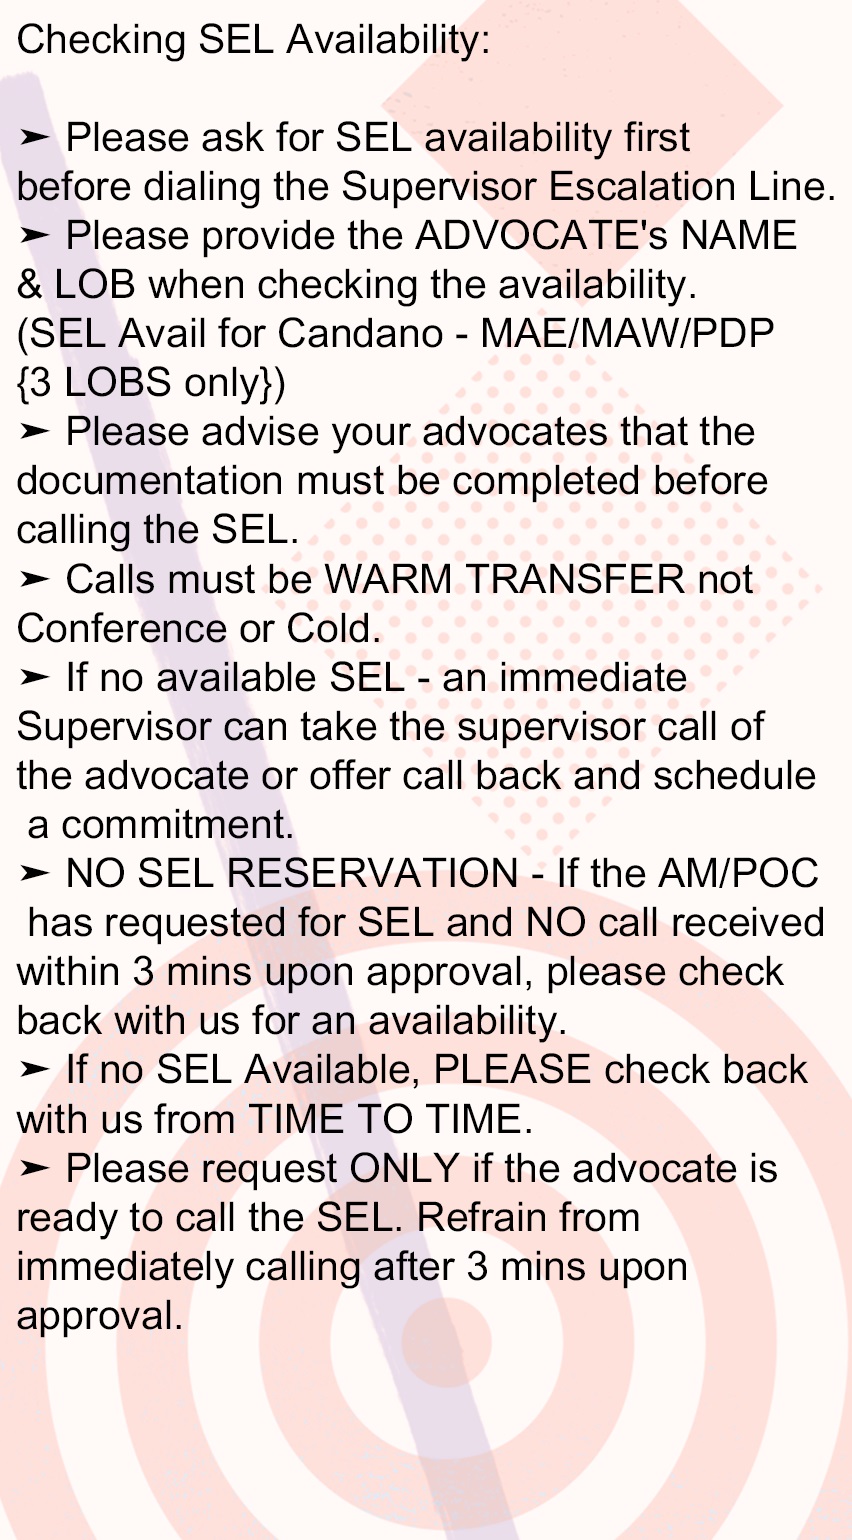 Checking SEL Availability:
➤ Please ask for SEL availability first
before dialing the Supervisor Escalation Line.
➤ Please provide the ADVOCATE's NAME
& LOB when checking the availability.
(SEL Avail for Candano - MAE/MAW/PDP
{3 LOBS only})
➤ Please advise your advocates that the
documentation must be completed before
calling the SEL.
➤ Calls must be WARM TRANSFER not
Conference or Cold.
➤ If no available SEL - an immediate
Supervisor can take the supervisor call of
the advocate or offer call back and schedule
a commitment.
➤ NO SEL RESERVATION - If the AM/POC
has requested for SEL and NO call received
within 3 mins upon approval, please check
back with us for an availability.
➤ If no SEL Available, PLEASE check back
with us from TIME TO TIME.
➤ Please request ONLY if the advocate is
ready to call the SEL. Refrain from
immediately calling after 3 mins upon
approval.